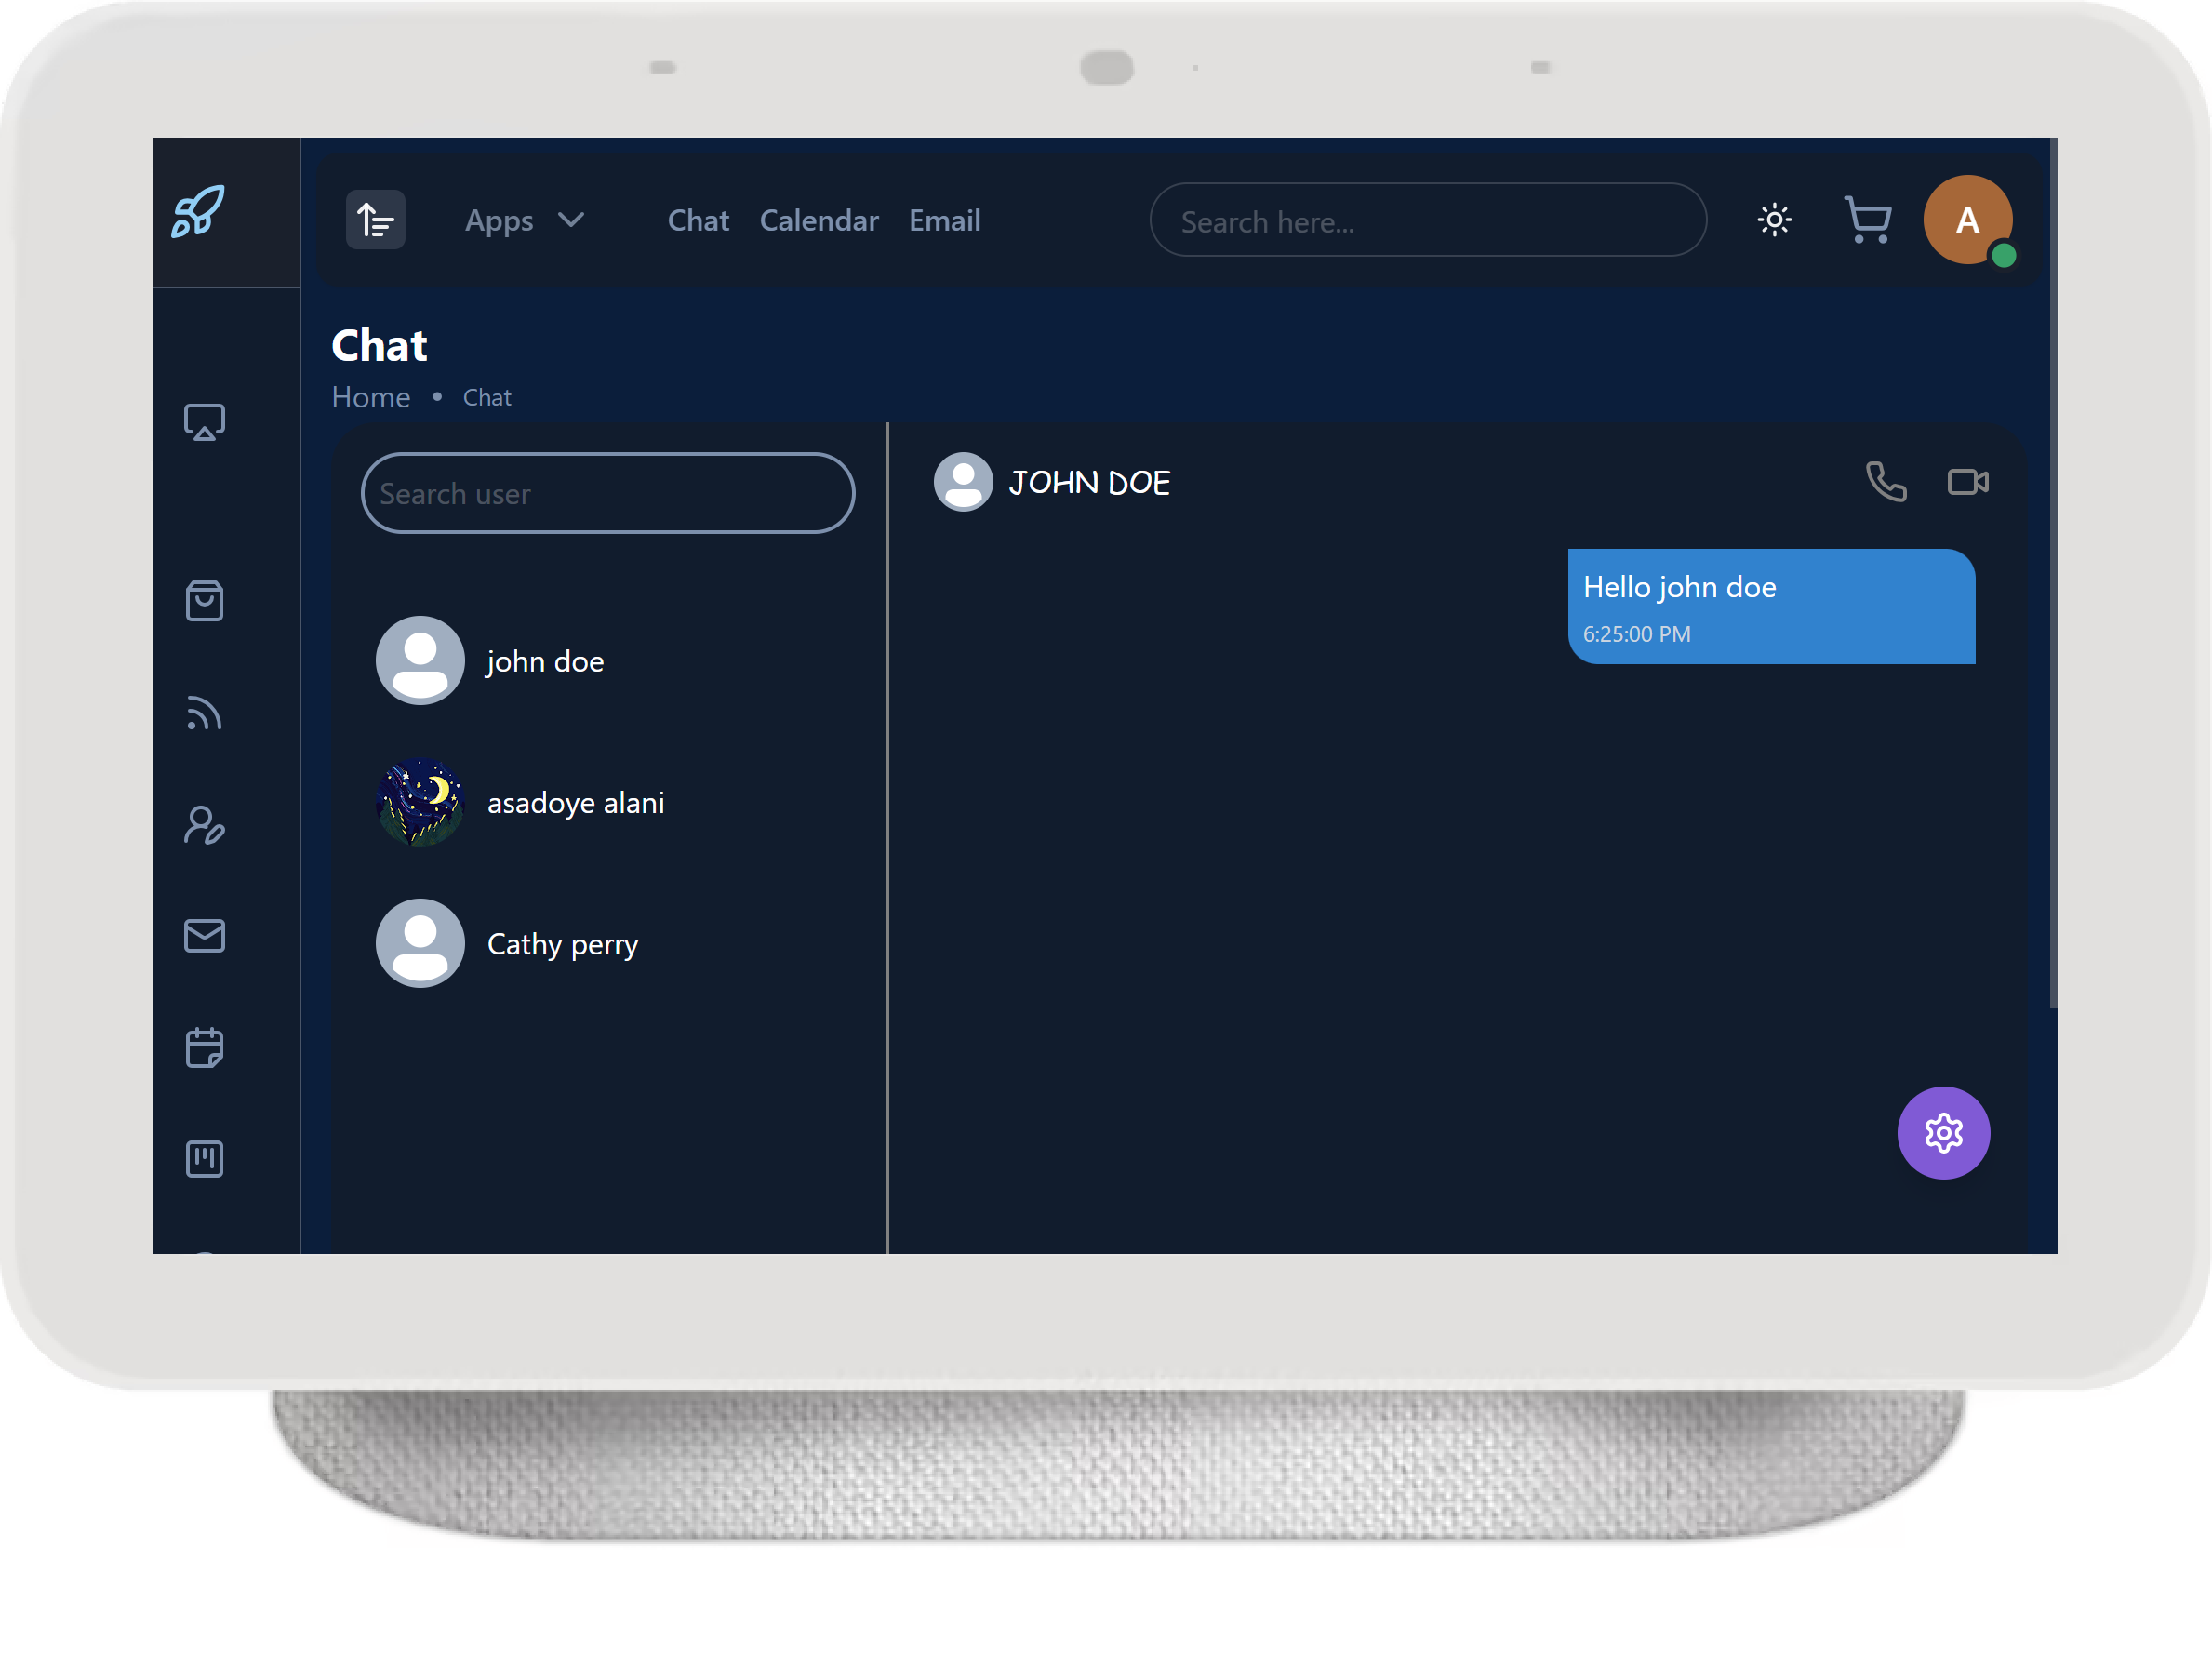 Apps Chat Calendar Email Search here... A
Chat
Home • Chat
Search user
john doe
asadoye alani
Cathy perry
JOHN DOE
Hello john doe
6:25:00 PM